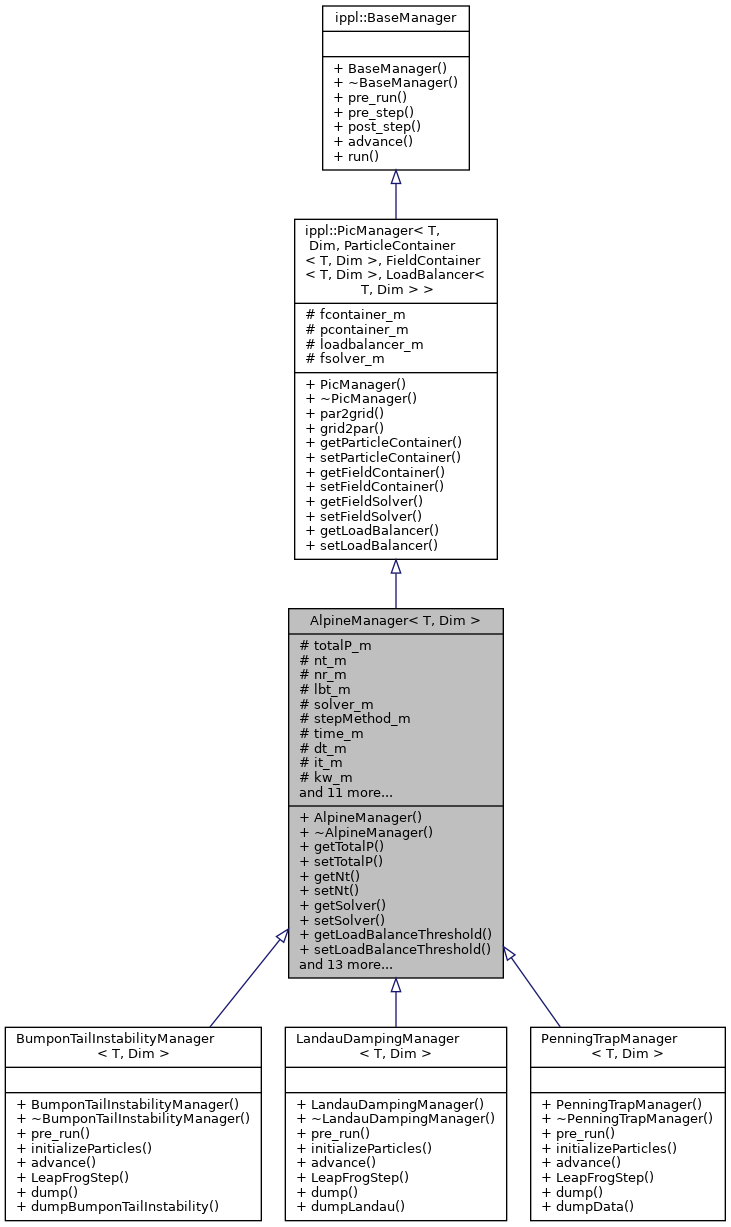 ippl::BaseManager
+ BaseManager()
+ ~BaseManager()
+ pre_run()
+ pre_step()
+ post_step()
+ advance()
+ run()
ippl::PicManager< T,
Dim, ParticleContainer
< T, Dim >, FieldContainer
< T, Dim >, LoadBalancer<
T, Dim > >
# fcontainer_m
# pcontainer_m
# loadbalancer_m
# fsolver_m
+ PicManager()
+ ~PicManager()
+ par2grid()
+ grid2par()
+ getParticleContainer()
+ setParticleContainer()
+ getFieldContainer()
+ setFieldContainer()
+ getFieldSolver()
+ setFieldSolver()
+ getLoadBalancer()
+ setLoadBalancer()
AlpineManager< T, Dim >
# totalP_m
# nt_m
# nr_m
# lbt_m
# solver_m
# stepMethod_m
# time_m
# dt_m
# it_m
# kw_m
and 11 more...
+ AlpineManager()
+ ~AlpineManager()
+ getTotalP()
+ setTotalP()
+ getNt()
+ setNt()
+ getSolver()
+ setSolver()
+ getLoadBalanceThreshold()
+ setLoadBalanceThreshold()
and 13 more...
BumponTailInstabilityManager
< T, Dim >
+ BumponTailInstabilityManager()
+ ~BumponTailInstabilityManager()
+ pre_run()
+ initializeParticles()
+ advance()
+ LeapFrogStep()
+ dump()
+ dumpBumponTailInstability()
LandauDampingManager
< T, Dim >
+ LandauDampingManager()
+ ~LandauDampingManager()
+ pre_run()
+ initializeParticles()
+ advance()
+ LeapFrogStep()
+ dump()
+ dumpLandau()
PenningTrapManager
< T, Dim >
+ PenningTrapManager()
+ ~PenningTrapManager()
+ pre_run()
+ initializeParticles()
+ advance()
+ LeapFrogStep()
+ dump()
+ dumpData()